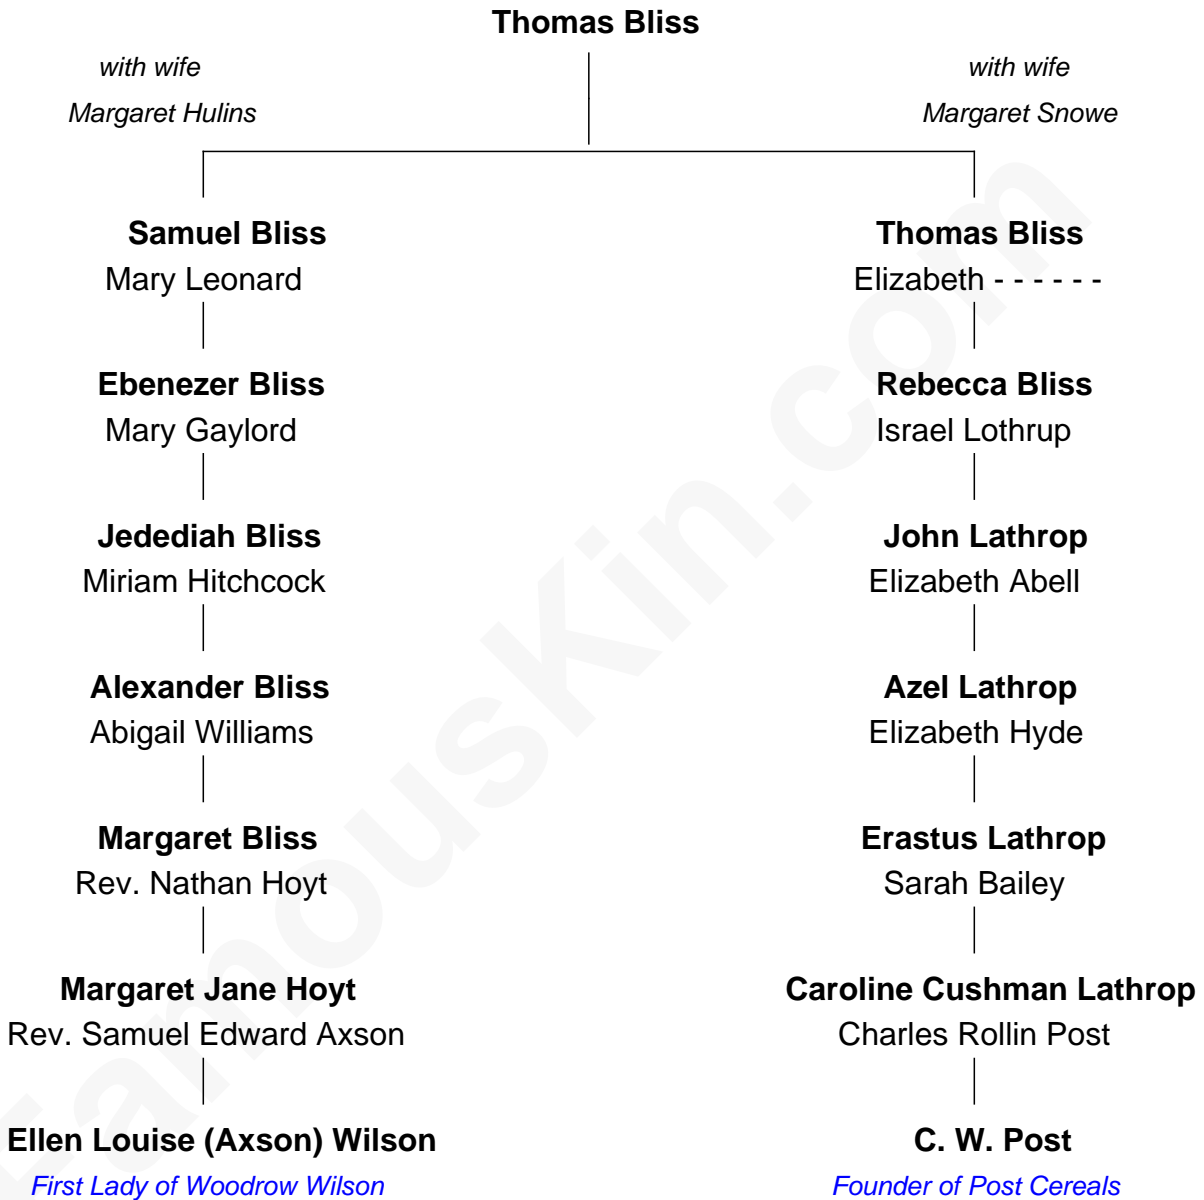 Thomas Bliss
with wife
Margaret Hulins
with wife
Margaret Snowe
Samuel Bliss
Mary Leonard
Thomas Bliss
Elizabeth - - - - - -
Ebenezer Bliss
Mary Gaylord
Rebecca Bliss
Israel Lothrup
Jedediah Bliss
Miriam Hitchcock
John Lathrop
Elizabeth Abell
Alexander Bliss
Abigail Williams
Azel Lathrop
Elizabeth Hyde
Margaret Bliss
Rev. Nathan Hoyt
Erastus Lathrop
Sarah Bailey
Margaret Jane Hoyt
Rev. Samuel Edward Axson
Caroline Cushman Lathrop
Charles Rollin Post
Ellen Louise (Axson) Wilson
First Lady of Woodrow Wilson
C. W. Post
Founder of Post Cereals
FamousKin.com